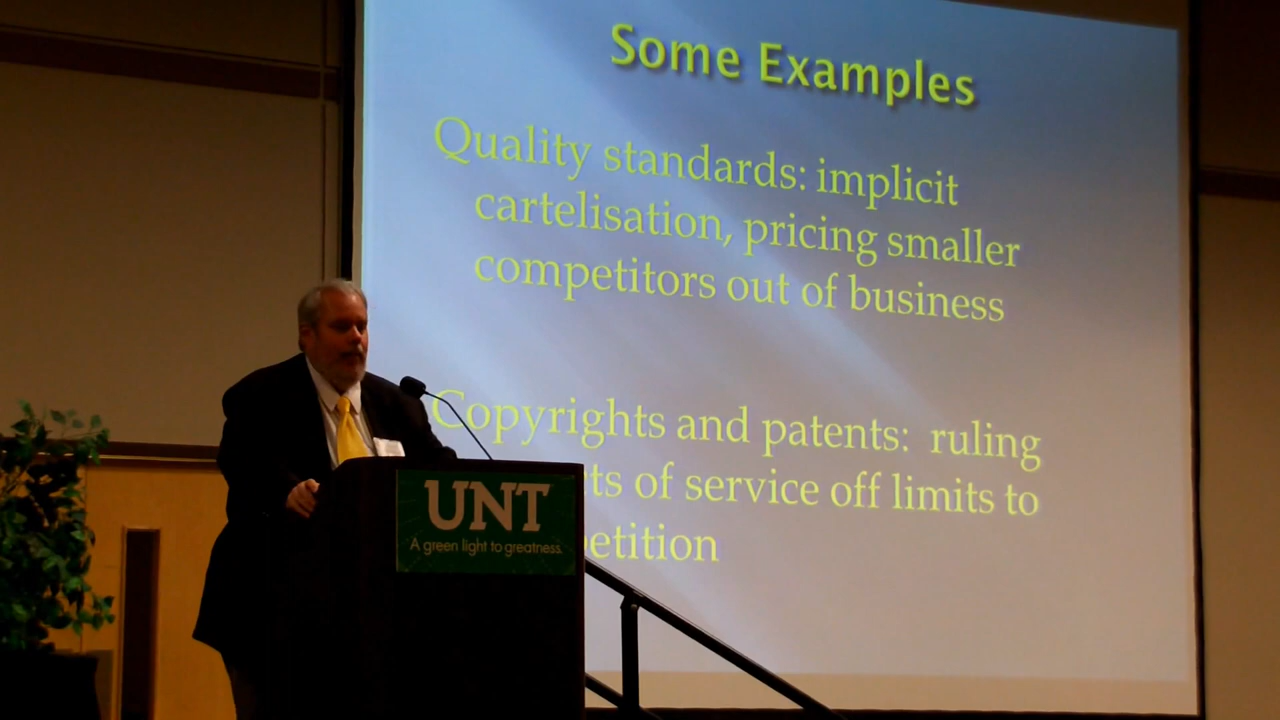 Some Examples
Quality standards: implicit
cartelisation, pricing smaller
competitors out of business
Copyrights and patents: ruling
of service off limits to
UNT
A green light to greatness.